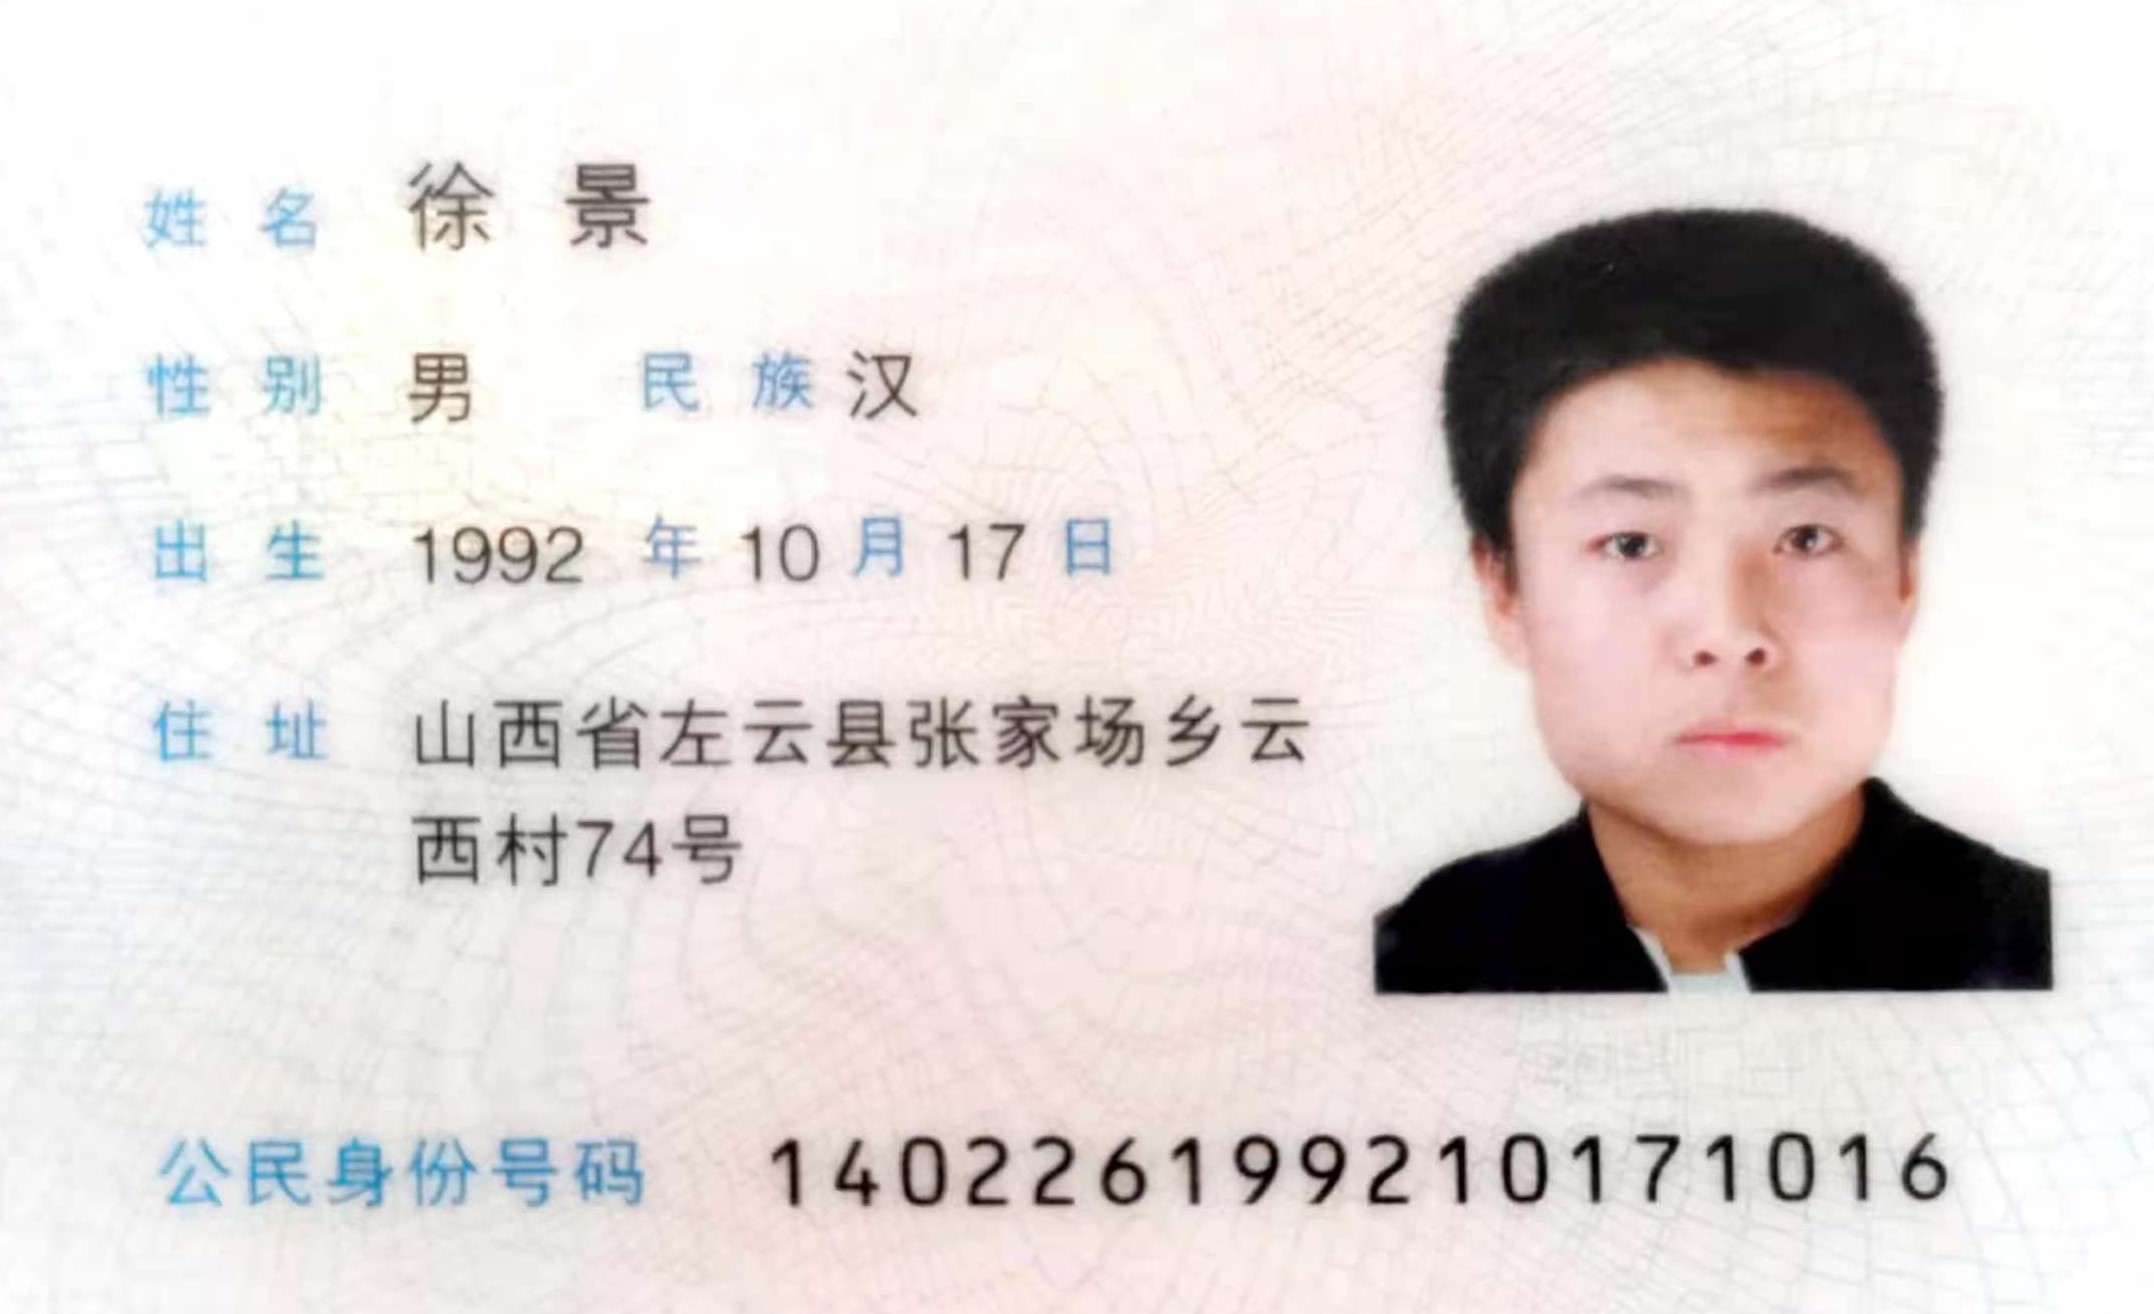 姓名 徐景
性别 男 民族 汉
出生 1992 年 10 月 17 日
住址 山西省左云县张家场乡云
西村74号
公民身份号码 140226199210171016